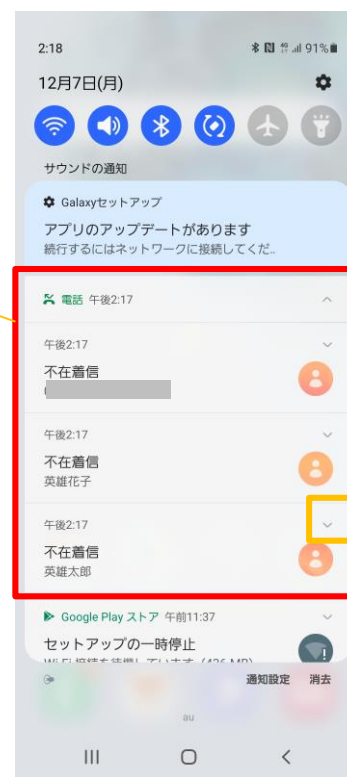 2:18 4G 91%
12月7日(月)
サウンドの通知
Galaxyセットアップ
アプリのアップデートがあります
続行するにはネットワークに接続してくだ..
電話 午後2:17
午後2:17
不在着信
午後2:17
不在着信
英雄花子
午後2:17
不在着信
英雄太郎
Google Play ストア 午前11:37
セットアップの一時停止
通知設定 消去
au